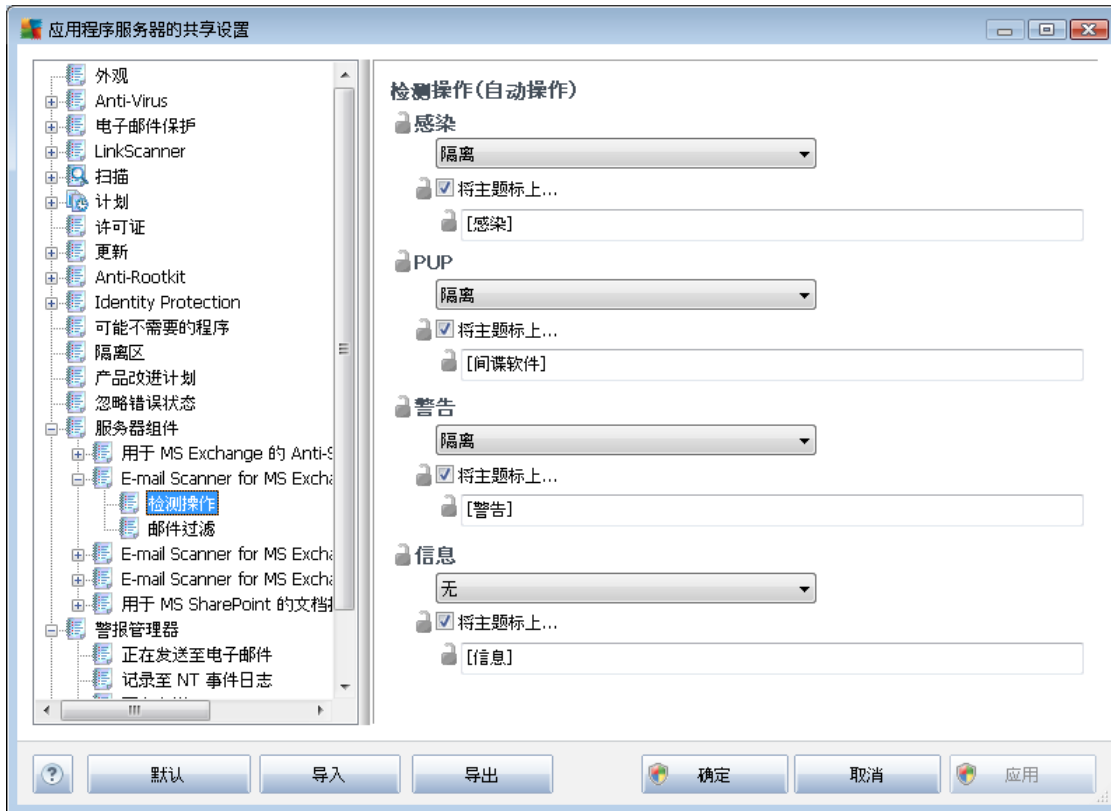 应用程序服务器的共享设置
外观
Anti-Virus
电子邮件保护
LinkScanner
扫描
计划
许可证
更新
Anti-Rootkit
Identity Protection
可能不需要的程序
隔离区
产品改进计划
忽略错误状态
服务器组件
用于 MS Exchange 的
E-mail Scanner for MS
检测操作
邮件过滤
E-mail Scanner for MS
E-mail Scanner for MS
用于 MS SharePoint 的文档
警报管理器
正在发送至电子邮件
记录至 NT 事件日志
检测操作(自动操作)
感染
隔离
将主题标上...
[感染]
PUP
隔离
将主题标上...
[间谍软件]
警告
隔离
将主题标上...
[警告]
信息
无
将主题标上...
[信息]
默认
导入
导出
确定
取消
应用